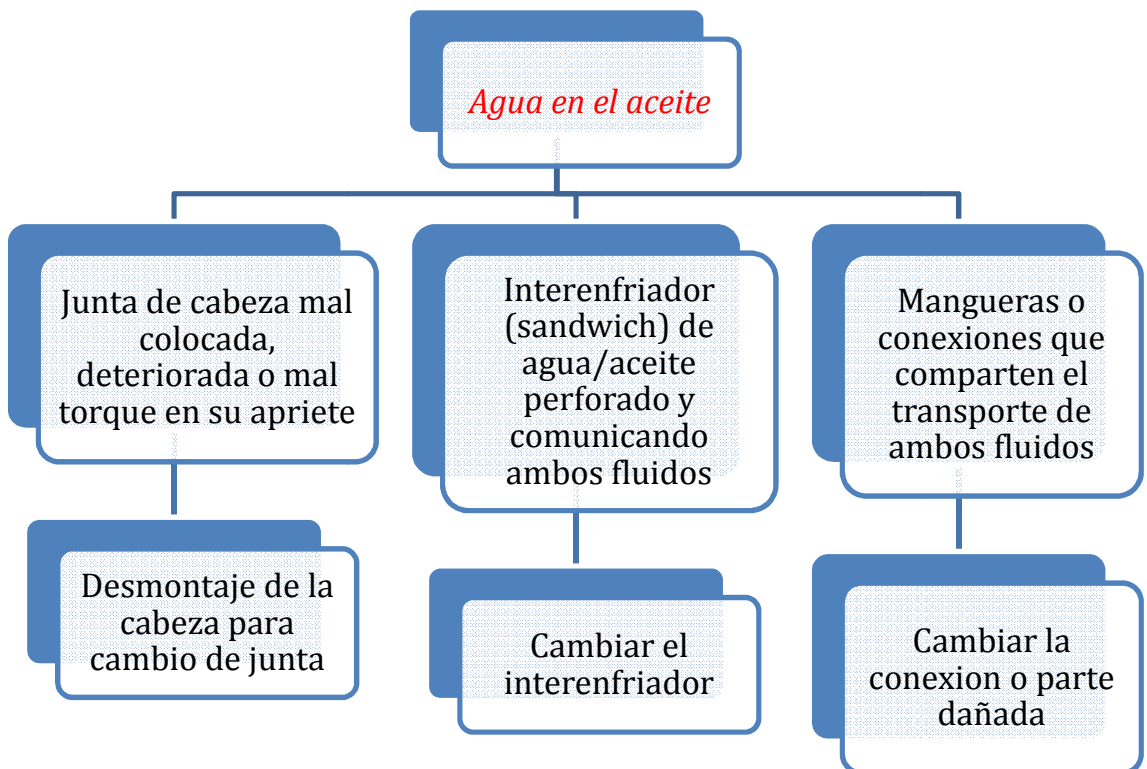 Agua en el aceite
Junta de cabeza mal
colocada,
deteriorada o mal
torque en su apriete
Interenfriador
(sandwich) de
agua/aceite
perforado y
comunicando
ambos fluidos
Mangueras o
conexiones que
comparten el
transporte de
ambos fluidos
Desmontaje de la
cabeza para
cambio de junta
Cambiar el
interenfriador
Cambiar la
conexion o parte
dañada